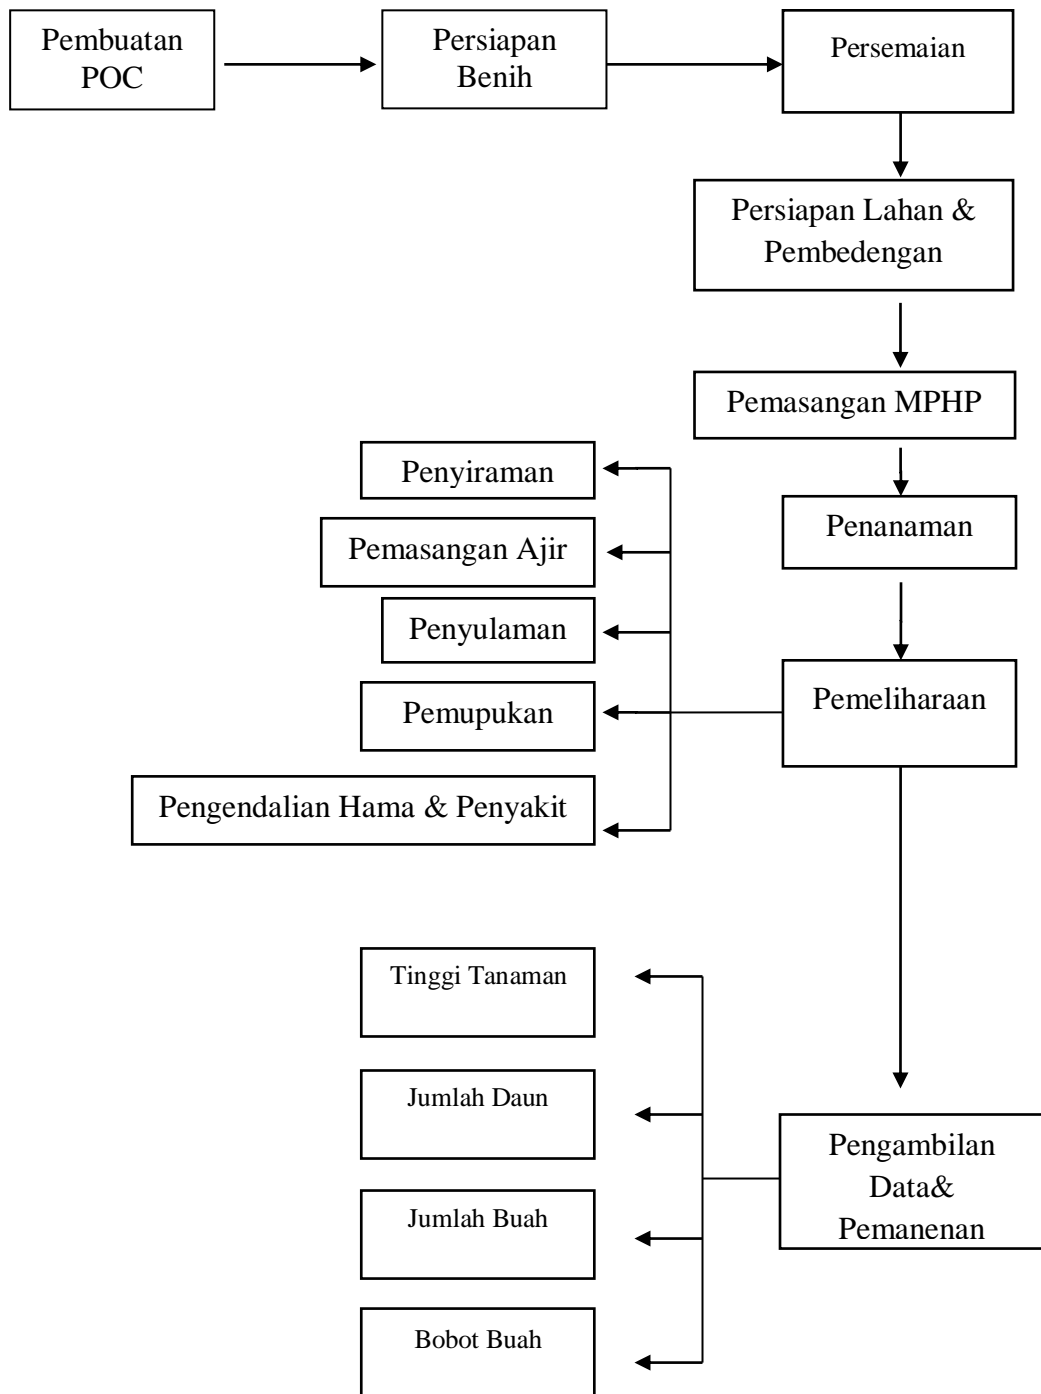 Pembuatan
POC
Persiapan
Benih
Persemaian
Persiapan Lahan &
Pembedengan
Pemasangan MPHP
Penyiraman
Penanaman
Pemasangan Ajir
Penyulaman
Pemupukan
Pemeliharaan
Pengendalian Hama & Penyakit
Tinggi Tanaman
Jumlah Daun
Jumlah Buah
Bobot Buah
Pengambilan
Data&
Pemanenan